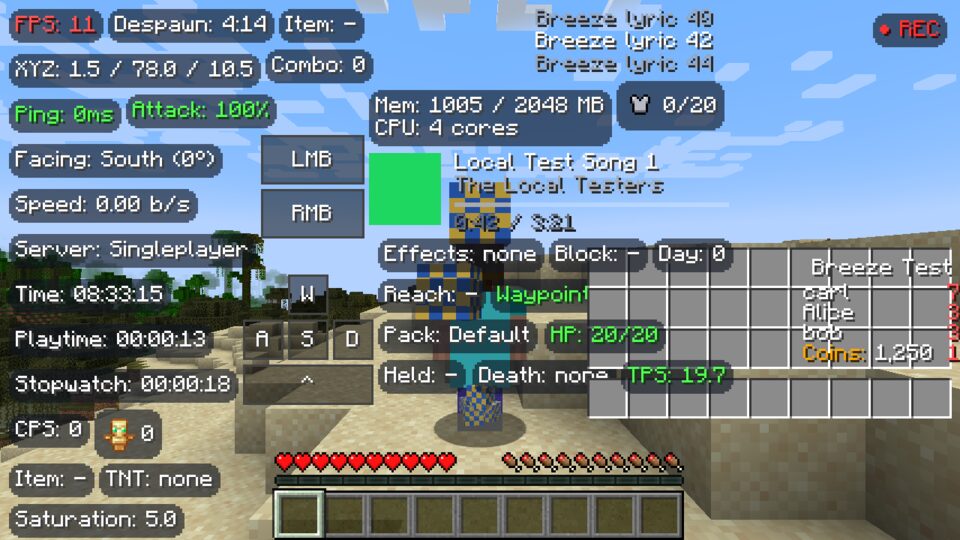 FPS: 11 Despawn: 4:14 Item: -
Breeze lyric 40
Breeze lyric 42
Breeze lyric 44
REC
XYZ: 1.5 / 78.0 / 10.5 Combo: 0
Ping: 0ms Attack: 100%
Mem: 1005 / 2048 MB
CPU: 4 cores
0/20
Facing: South (0°)
LMB
Local Test Song 1
The Local Testers
Speed: 0.00 b/s
RMB
0:42 / 3:21
Server: Singleplayer
Effects: none Block: - Day: 0
Breeze Test
Time: 08:33:15
W
Reach: - Waypoint
carl 7
Alice 3
Playtime: 00:00:13
A S D
Pack: Default HP: 20/20
bob 3
Coins: 1,250 1
Stopwatch: 00:00:18
^
Held: - Death: none TPS: 19.7
CPS: 0 0
Item: - TNT: none
Saturation: 5.0